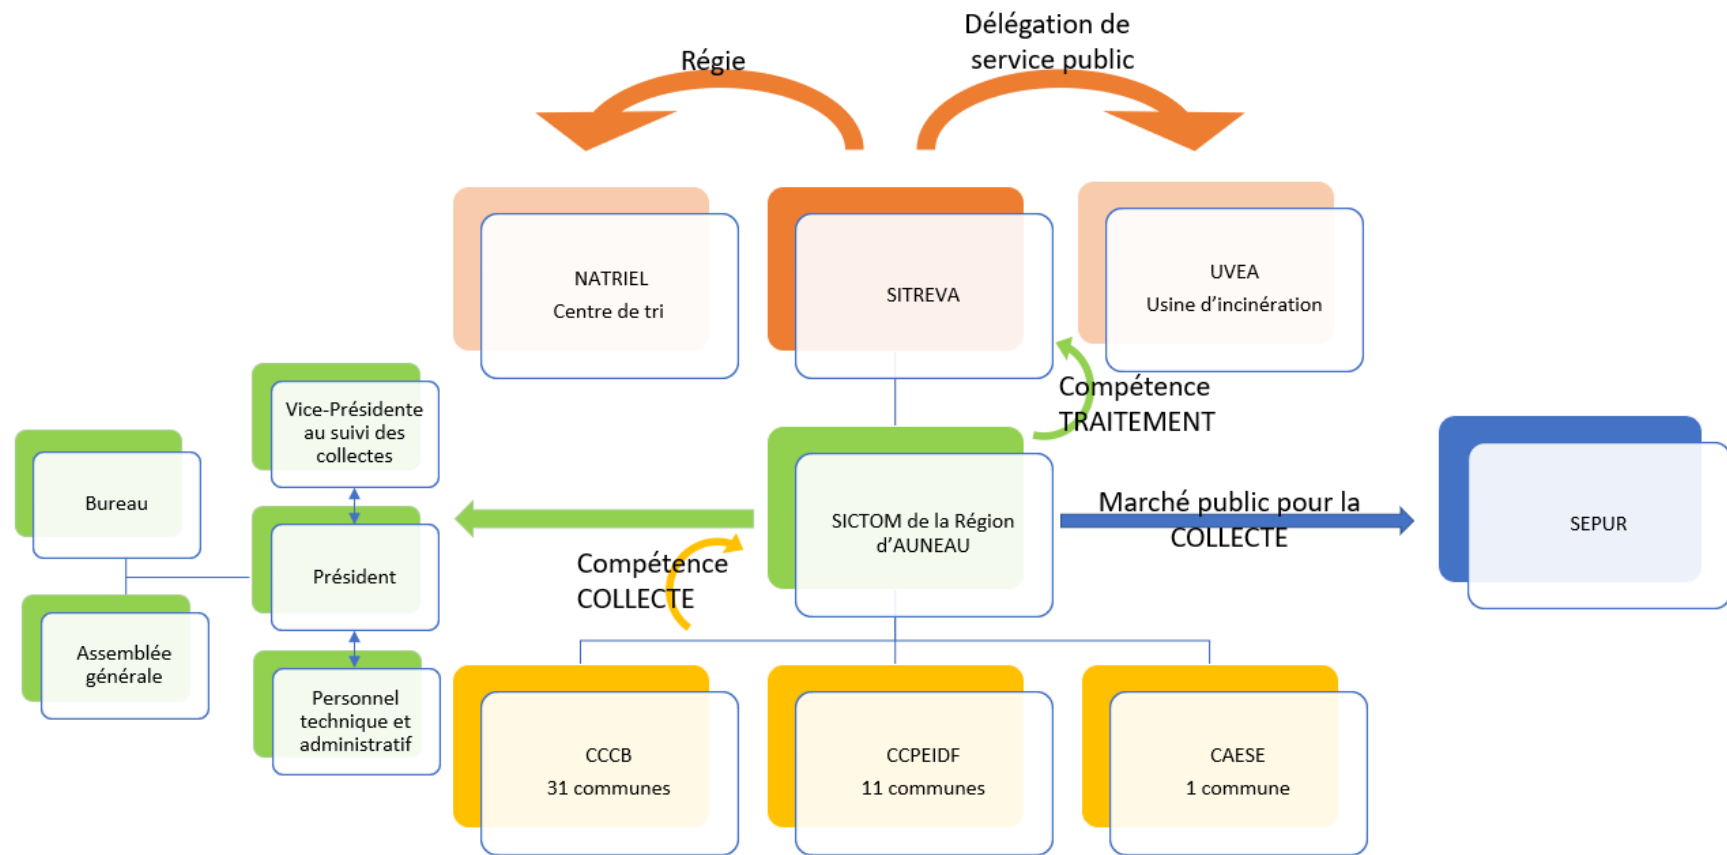 Régie
Délégation de
service public
NATRIEL
Centre de tri
SITREVA
UVEA
Usine d’incinération
Compétence
TRAITEMENT
Vice-Présidente
au suivi des
collectes
Bureau
Président
Assemblée
générale
Personnel
technique et
administratif
SICTOM de la Région
d’AUNEAU
Compétence
COLLECTE
Marché public pour la
COLLECTE
SEPUR
CCCB
31 communes
CCPEIDF
11 communes
CAESE
1 commune